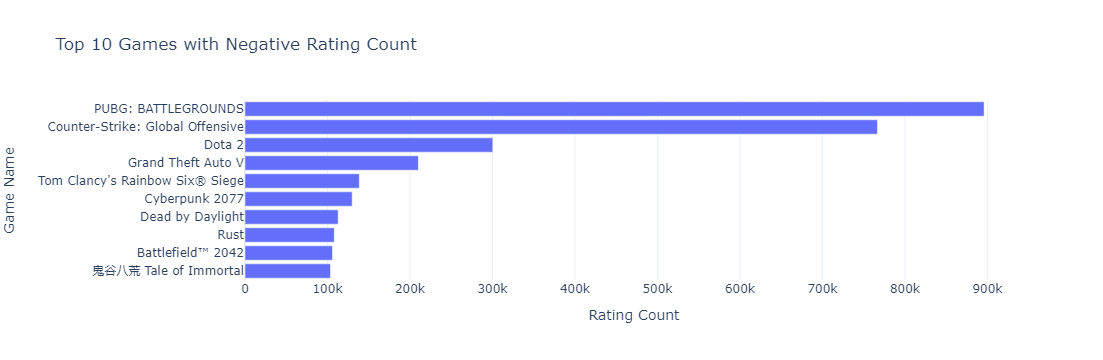 Top 10 Games with Negative Rating Count
Game Name
PUBG: BATTLEGROUNDS
Counter-Strike: Global Offensive
Dota 2
Grand Theft Auto V
Tom Clancy's Rainbow Six® Siege
Cyberpunk 2077
Dead by Daylight
Rust
Battlefield™ 2042
鬼谷八荒 Tale of Immortal
0 100k 200k 300k 400k 500k 600k 700k 800k 900k
Rating Count